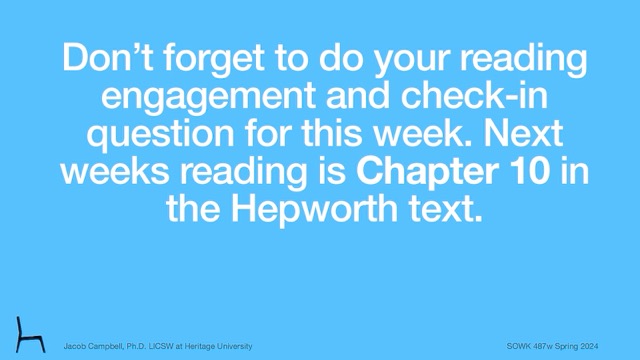 Don't forget to do your reading
engagement and check-in
question for this week. Next
weeks reading is Chapter 10 in
the Hepworth text.
Jacob Campbell, Ph.D. LICSW at Heritage University
SOWK 487w Spring 2024